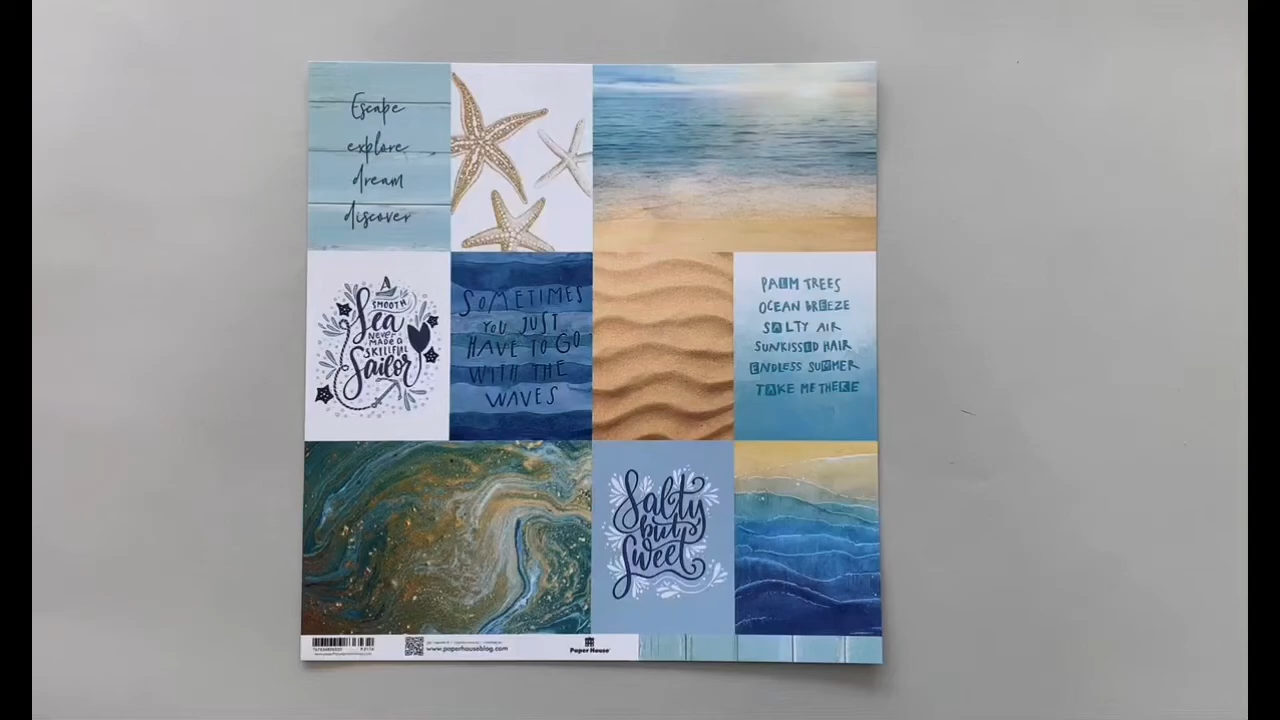 Escape
explore
dream
discover
A SMOOTH
Sea
NEVER
MADE A
SKILLFUL
Sailor
SOMETIMES
YOU JUST
HAVE TO GO
WITH THE
WAVES
PALM TREES
OCEAN BREEZE
SALTY AIR
SUNKISSED HAIR
ENDLESS SUMMER
TAKE ME THERE
Salty
but
Sweet
www.paperhouseblog.com
Paper House